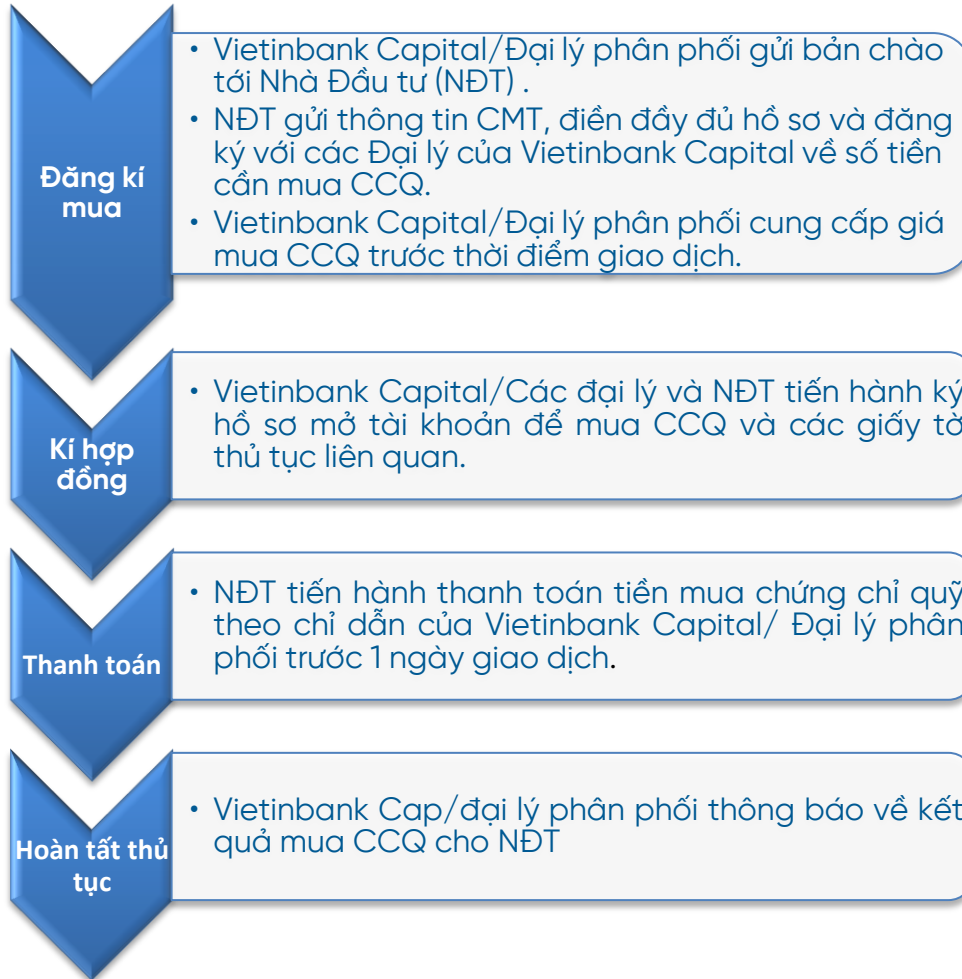 Đăng kí
mua
• Vietinbank Capital/Đại lý phân phối gửi bản chào
tới Nhà Đầu tư (NĐT) .
• NĐT gửi thông tin CMT, điền đầy đủ hồ sơ và đăng
ký với các Đại lý của Vietinbank Capital về số tiền
cần mua CCQ.
• Vietinbank Capital/Đại lý phân phối cung cấp giá
mua CCQ trước thời điểm giao dịch.
Kí hợp
đồng
• Vietinbank Capital/Các đại lý và NĐT tiến hành ký
hồ sơ mở tài khoản để mua CCQ và các giấy tờ
thủ tục liên quan.
Thanh toán
• NĐT tiến hành thanh toán tiền mua chứng chỉ quỹ
theo chỉ dẫn của Vietinbank Capital/ Đại lý phân
phối trước 1 ngày giao dịch.
Hoàn tất thủ
tục
• Vietinbank Cap/đại lý phân phối thông báo về kết
quả mua CCQ cho NĐT